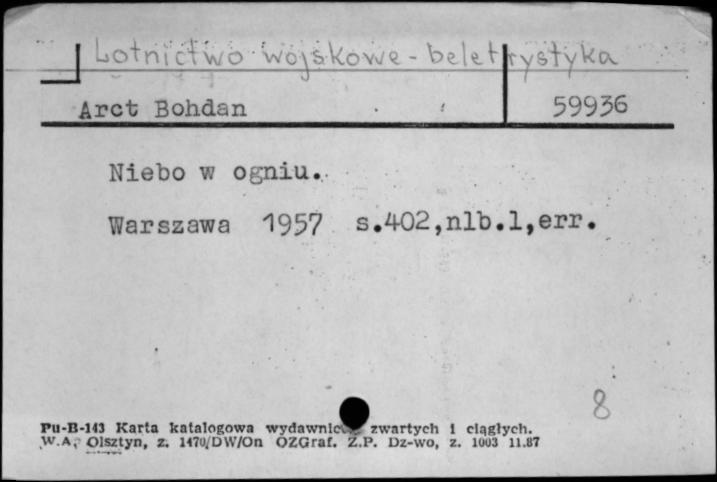 Lotnictwo wojskowe - beletrystyka
Arct Bohdan 59936
Niebo w ogniu.
Warszawa 1957 s.402,nlb.1,err.
8
Pu-B-143 Karta katalogowa zwartych i ciągłych.
W.A. Olsztyn, z. 1470/DW/On OZGraf. Z.P. Dz-wo, z. 1003 11.87